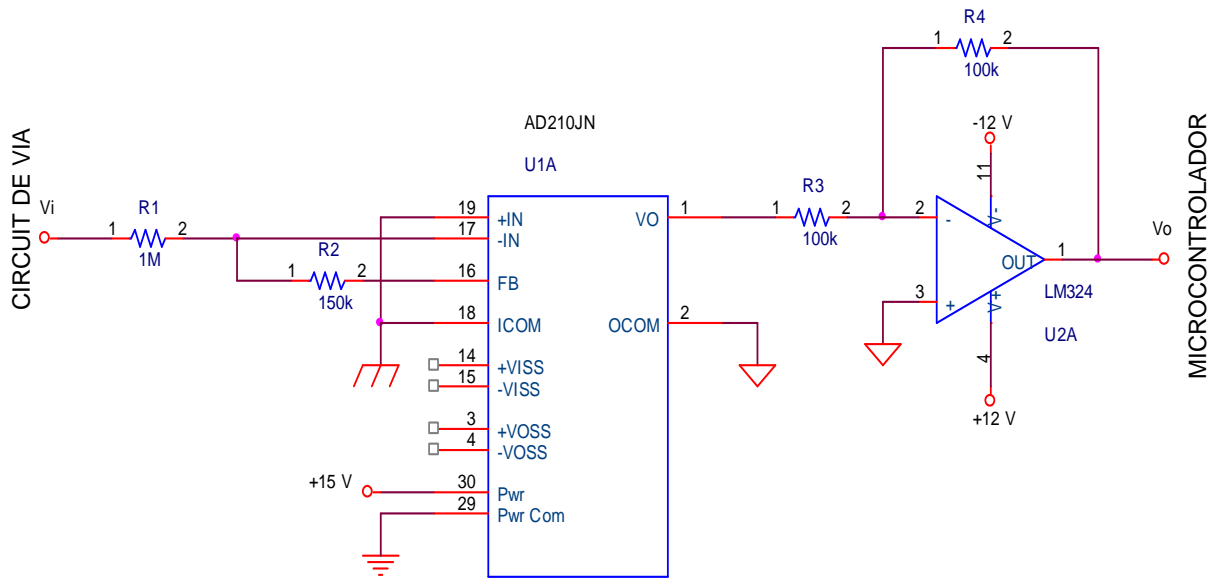 CIRCUIT DE VIA
Vi
R1
1
2
1M
R2
1
2
150k
AD210JN
U1A
19
+IN
17
-IN
16
FB
18
ICOM
14
+VISS
15
-VISS
3
+VOSS
4
-VOSS
+15 V
30
Pwr
29
Pwr Com
VO
1
OCOM
2
R3
1
2
100k
R4
1
2
100k
-12 V
11
V -
2
-
3
+
OUT
1
V +
4
+12 V
LM324
U2A
Vo
MICROCONTROLADOR